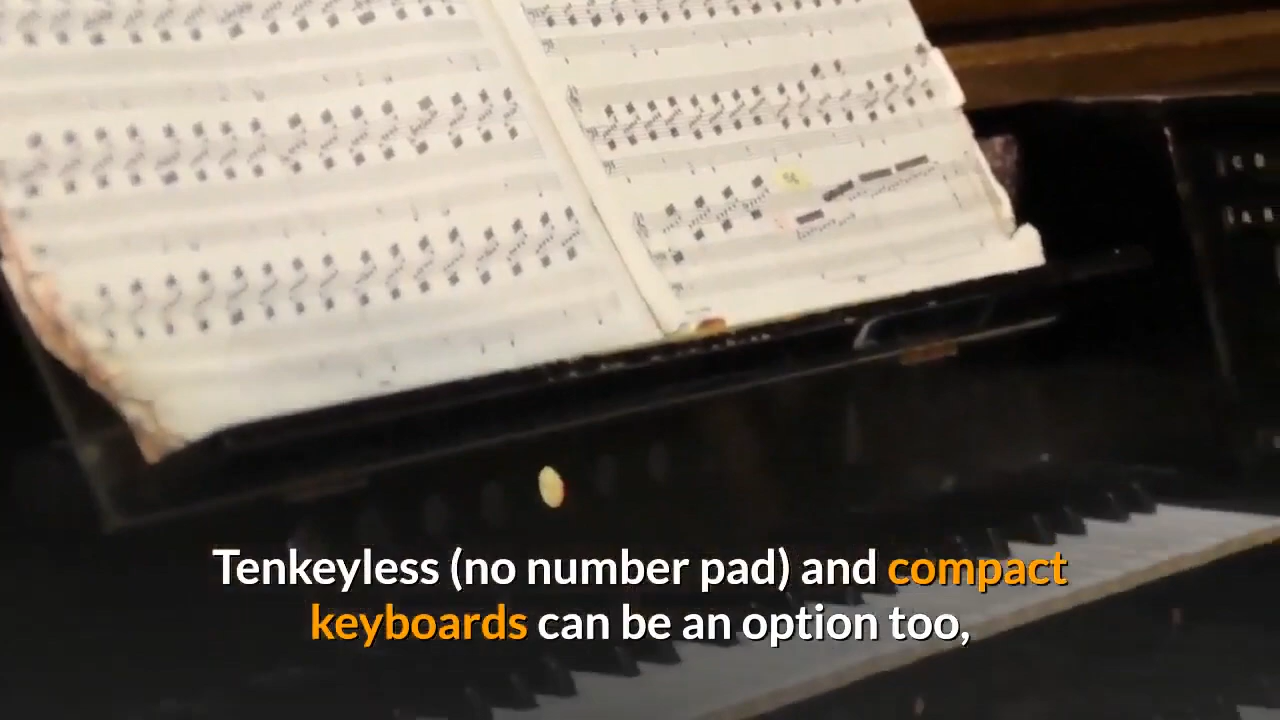 C D
A B
Tenkeyless (no number pad) and compact
keyboards can be an option too,